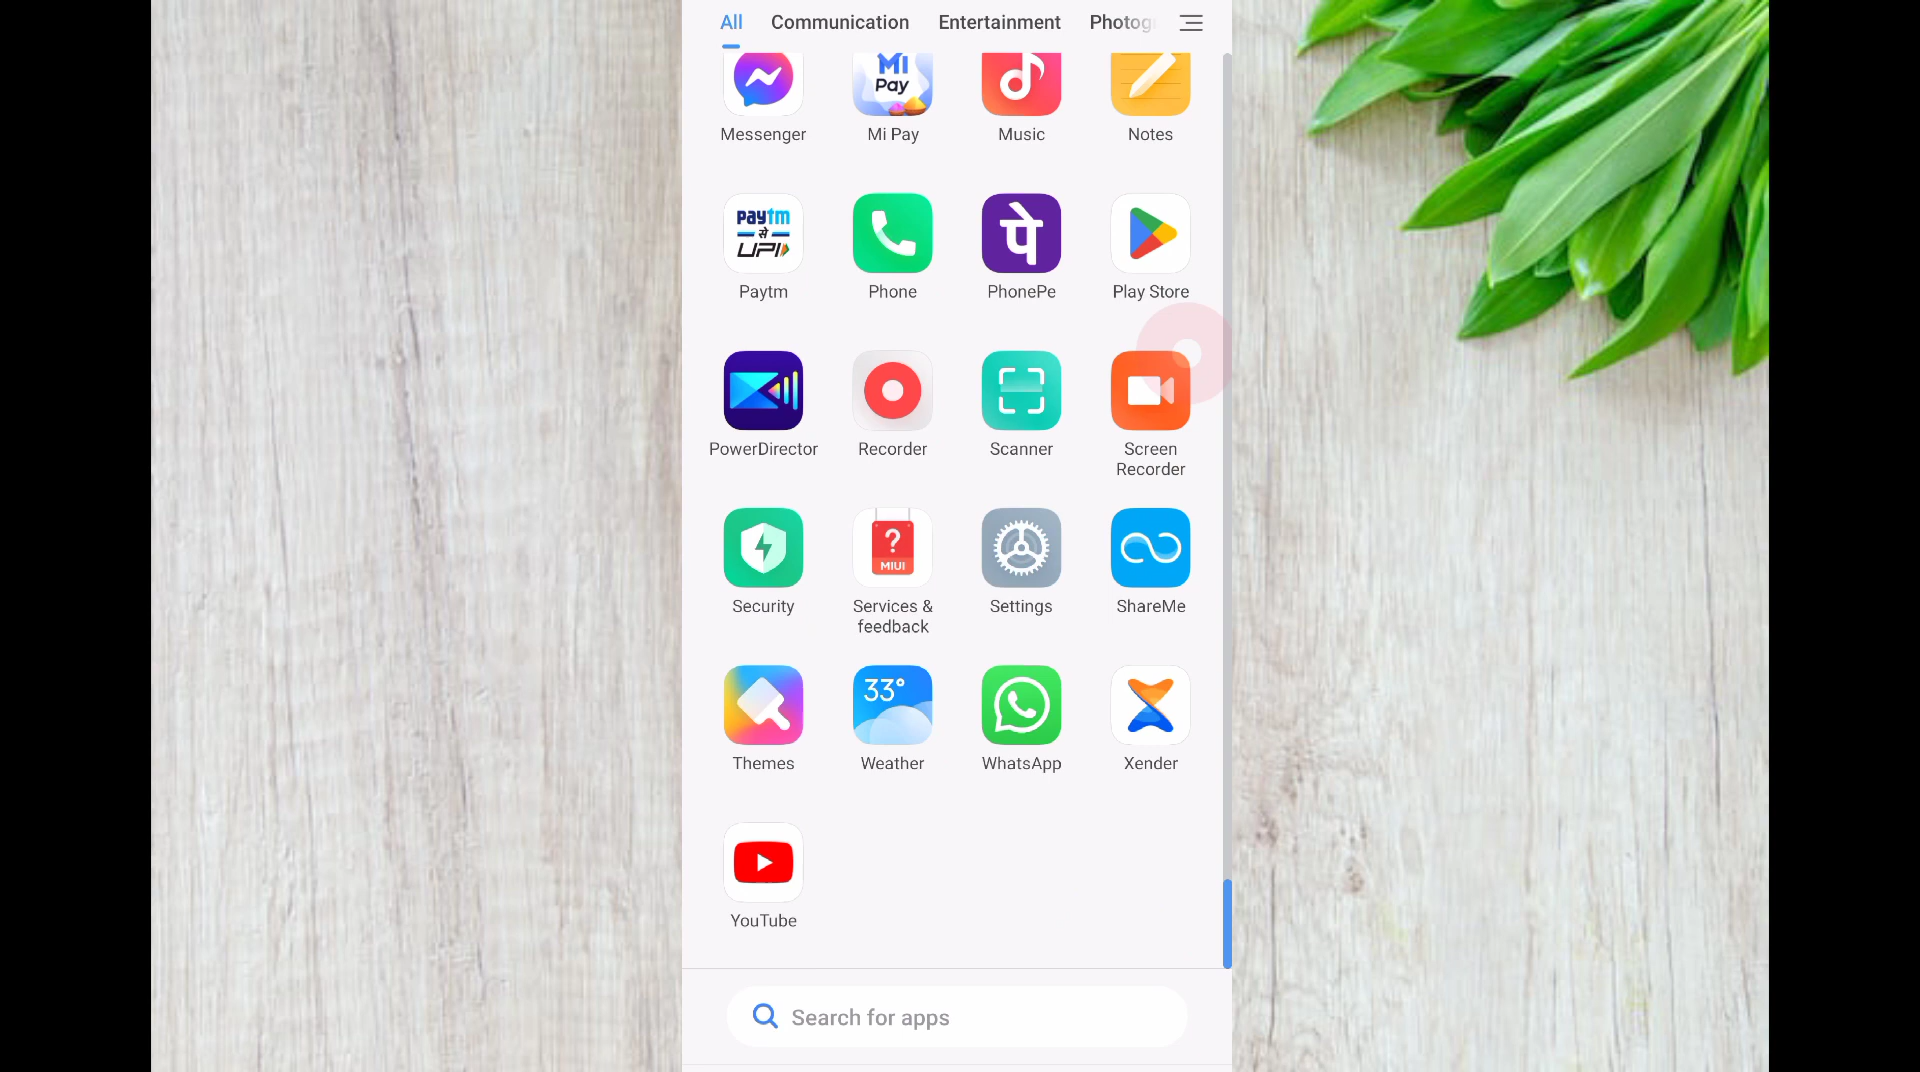 All Communication Entertainment Photog
MI
Pay
Messenger Mi Pay Music Notes
paytm
से
UPI
पे
Paytm Phone PhonePe Play Store
PowerDirector Recorder Scanner Screen
Recorder
?
MIUI
Security Services & Settings ShareMe
feedback
33°
Themes Weather WhatsApp Xender
YouTube
Search for apps